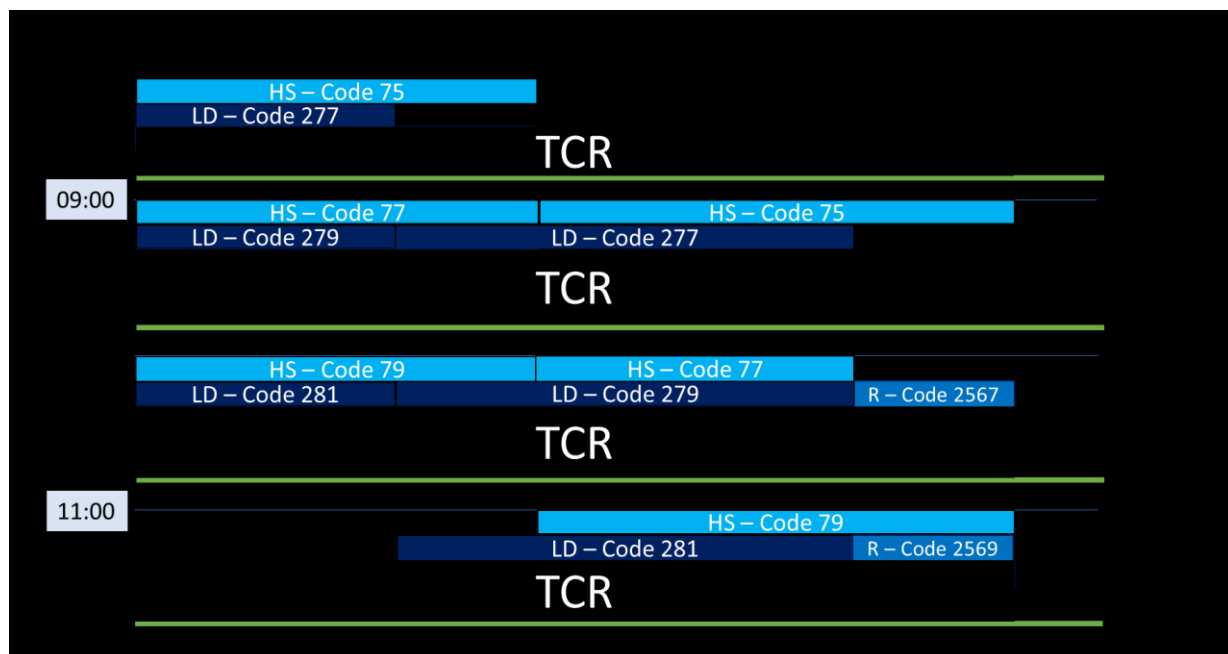 HS – Code 75
LD – Code 277
TCR
09:00
HS – Code 77 HS – Code 75
LD – Code 279 LD – Code 277
TCR
HS – Code 79 HS – Code 77
LD – Code 281 LD – Code 279 R – Code 2567
TCR
11:00
HS – Code 79
LD – Code 281 R – Code 2569
TCR